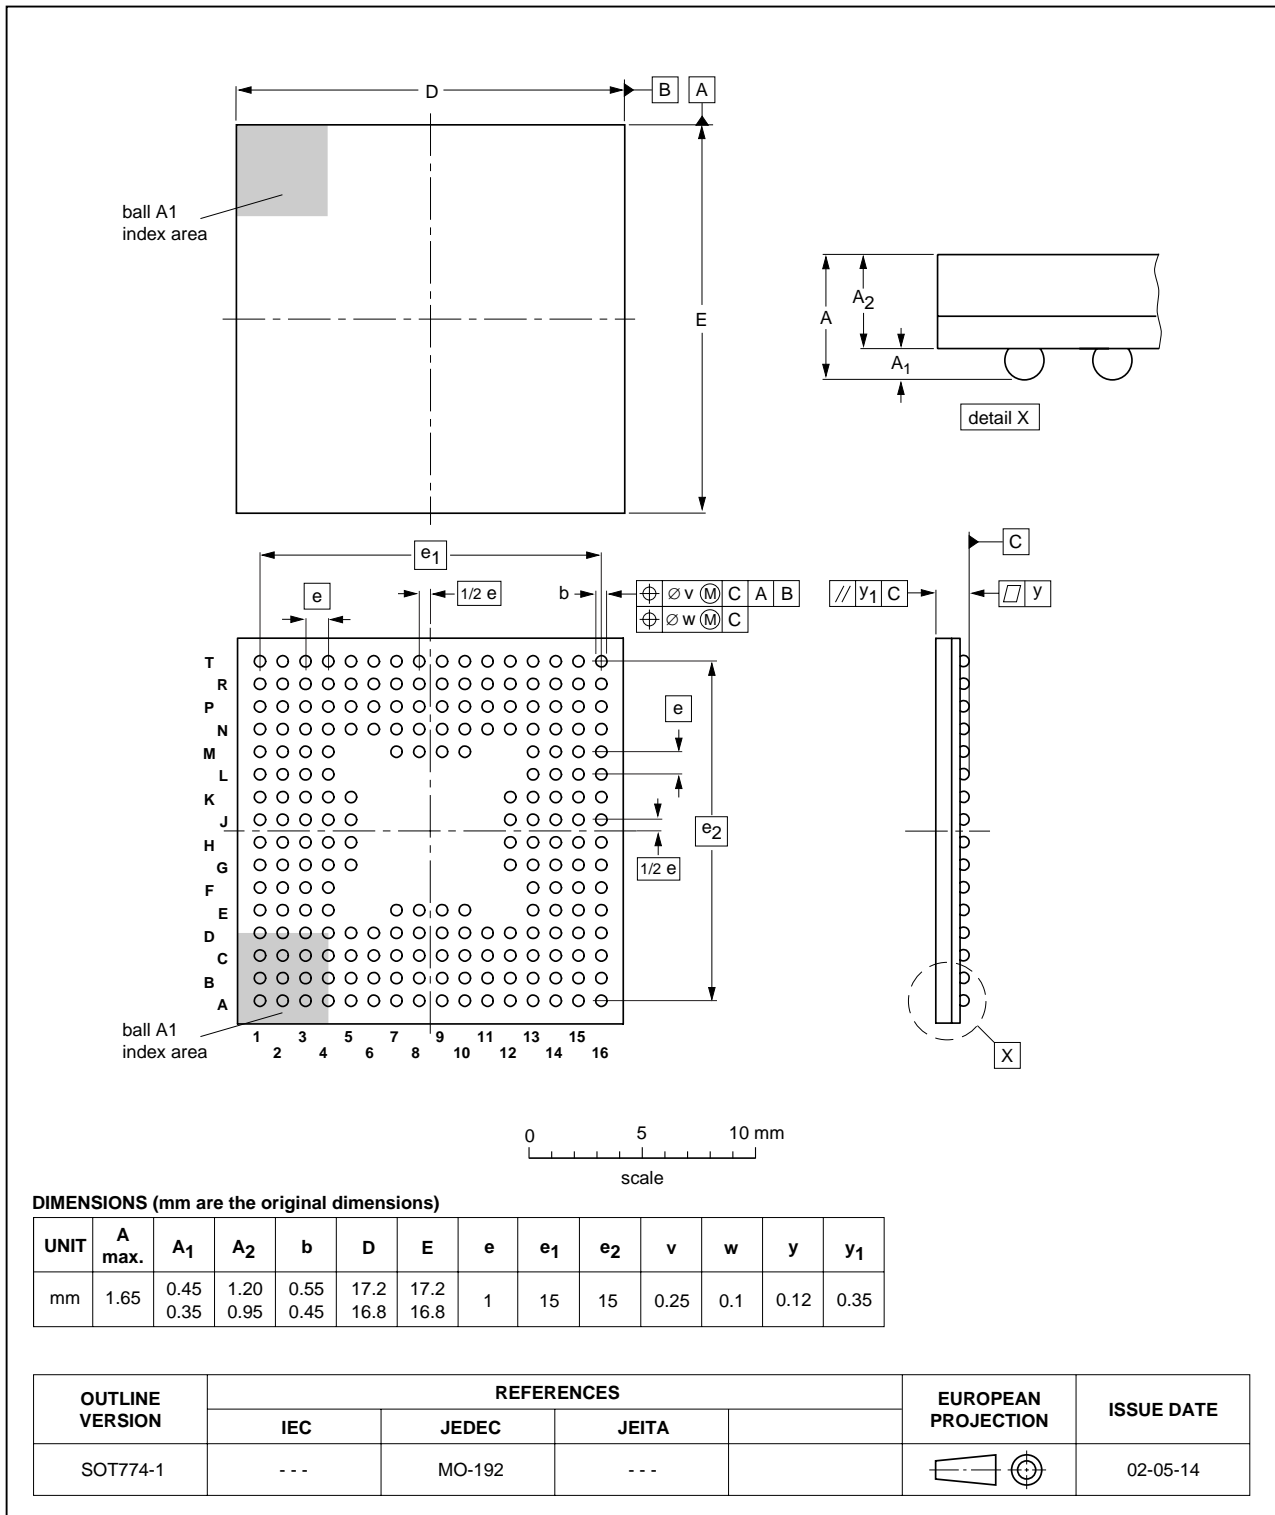 D
B
A
ball A1
index area
E
A
A2
A1
detail X
e1
e
1/2 e
b
⌀ v Ⓜ C A B
⌀ w Ⓜ C
// y1 C
C
▱ y
T
R
P
N
M
L
K
J
H
G
F
E
D
C
B
A
e
e2
1/2 e
X
ball A1
index area
1 3 5 7 9 11 13 15
2 4 6 8 10 12 14 16
0 5 10 mm
scale
DIMENSIONS (mm are the original dimensions)
UNIT A max. A1 A2 b D E e e1 e2 v w y y1
mm 1.65 0.45 1.20 0.55 17.2 17.2 1 15 15 0.25 0.1 0.12 0.35
0.35 0.95 0.45 16.8 16.8
OUTLINE VERSION REFERENCES EUROPEAN PROJECTION ISSUE DATE
IEC JEDEC JEITA
SOT774-1 - - - MO-192 - - - 02-05-14